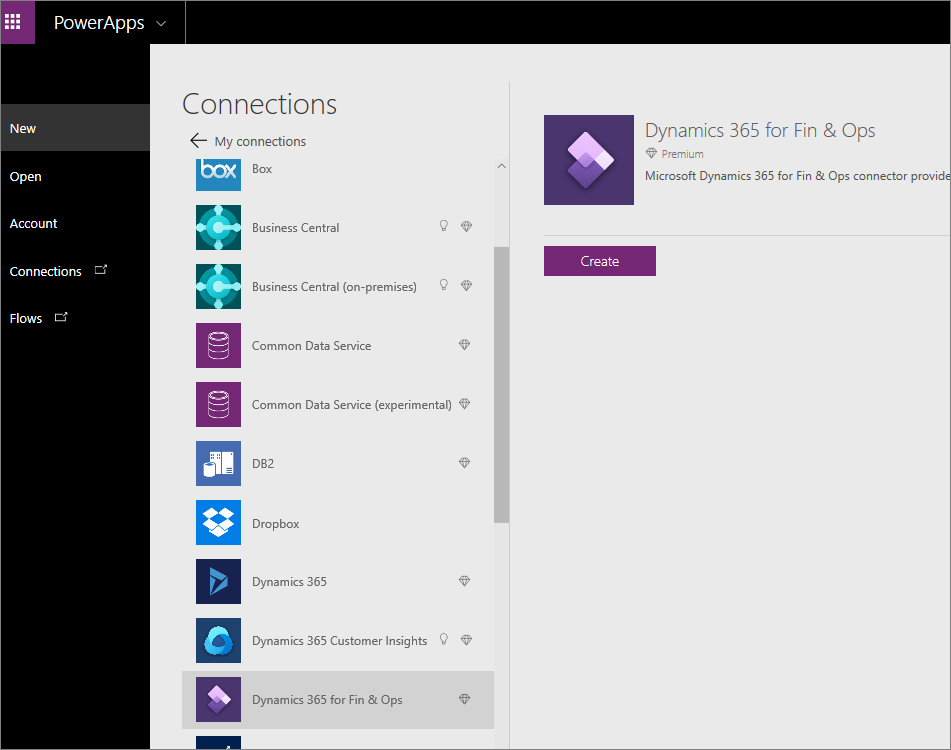 PowerApps
New
Open
Account
Connections
Flows
Connections
My connections
box
Box
Business Central
Business Central (on-premises)
Common Data Service
Common Data Service (experimental)
DB2
Dropbox
Dynamics 365
Dynamics 365 Customer Insights
Dynamics 365 for Fin & Ops
Dynamics 365 for Fin & Ops
Premium
Microsoft Dynamics 365 for Fin & Ops connector provide
Create